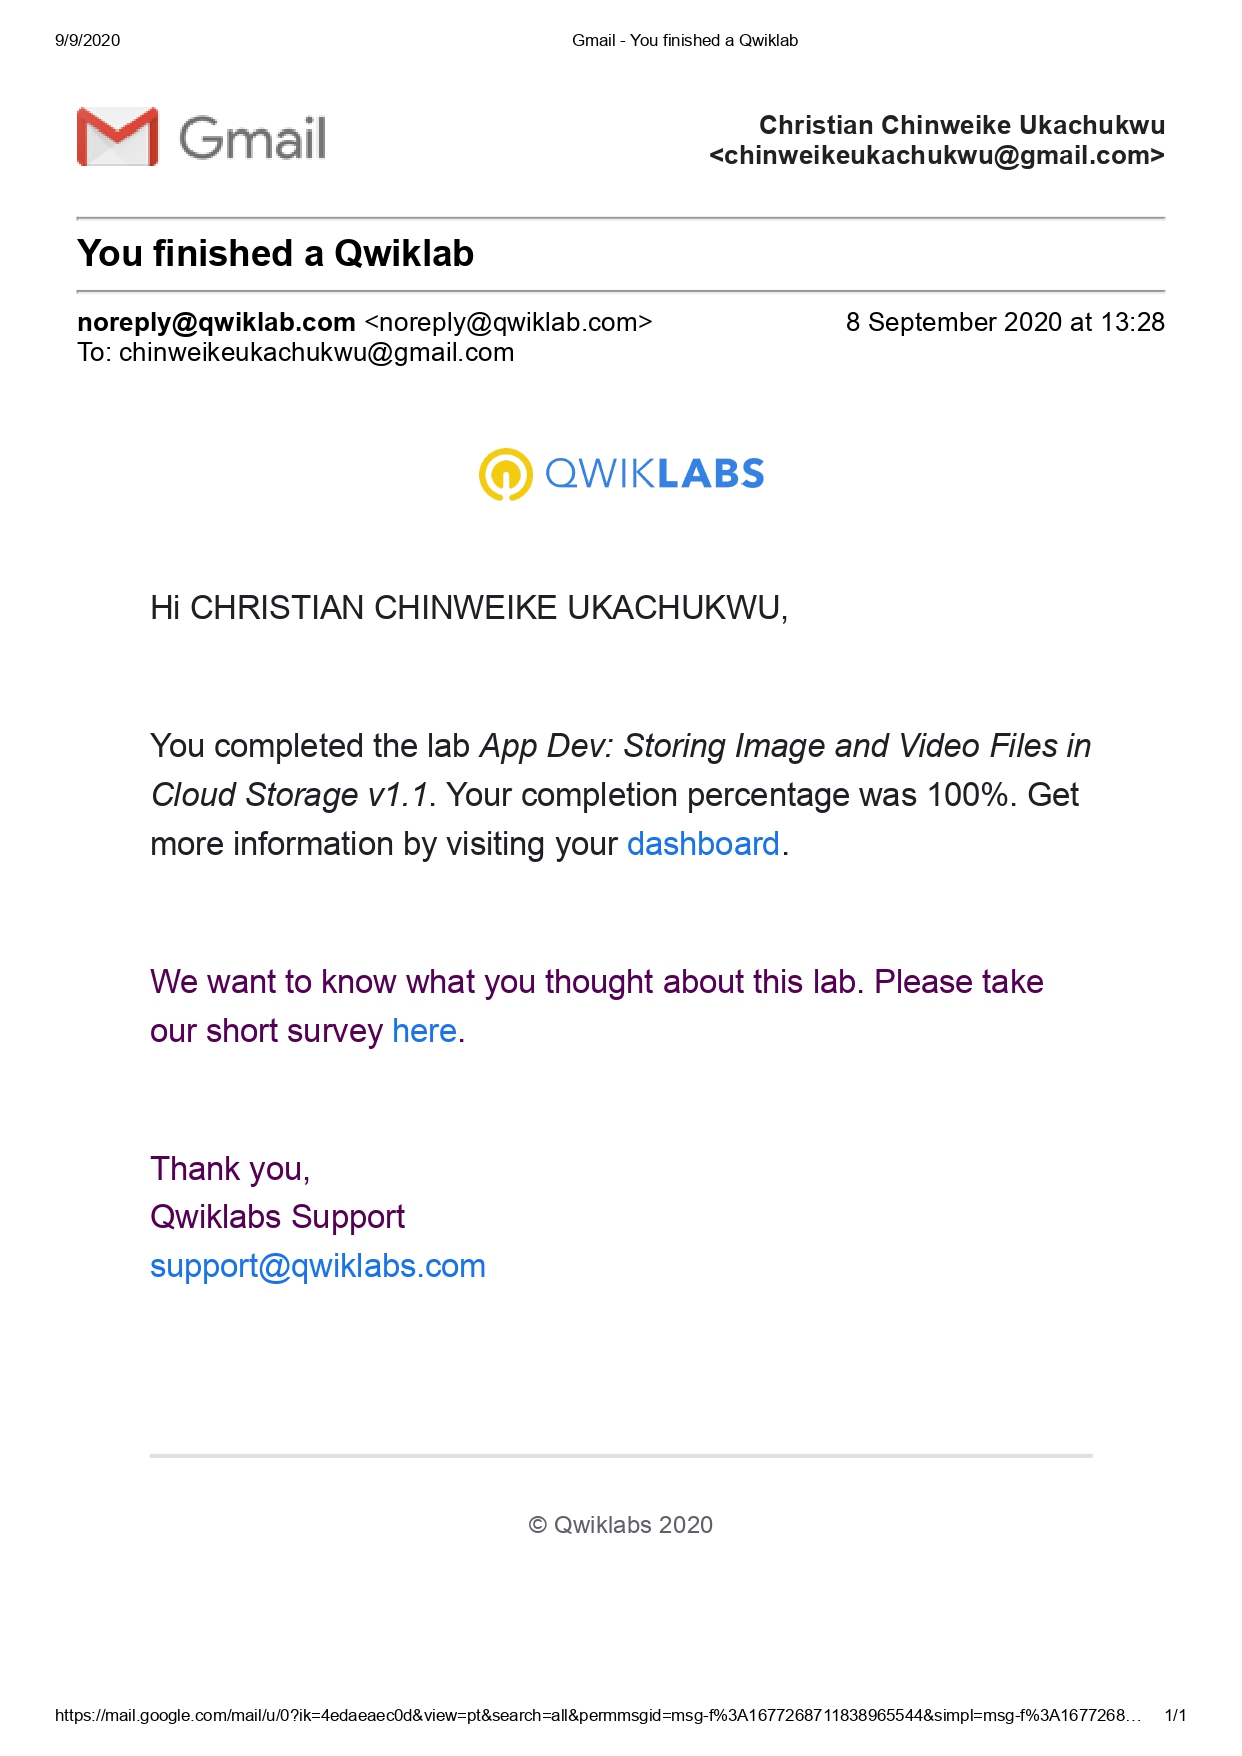 9/9/2020 Gmail - You finished a Qwiklab
Gmail
Christian Chinweike Ukachukwu
<chinweikeukachukwu@gmail.com>
You finished a Qwiklab
noreply@qwiklab.com <noreply@qwiklab.com> 8 September 2020 at 13:28
To: chinweikeukachukwu@gmail.com
QWIKLABS
Hi CHRISTIAN CHINWEIKE UKACHUKWU,
You completed the lab App Dev: Storing Image and Video Files in
Cloud Storage v1.1. Your completion percentage was 100%. Get
more information by visiting your dashboard.
We want to know what you thought about this lab. Please take
our short survey here.
Thank you,
Qwiklabs Support
support@qwiklabs.com
© Qwiklabs 2020
https://mail.google.com/mail/u/0?ik=4edaeaec0d&view=pt&search=all&permmsgid=msg-f%3A1677268711838965544&simpl=msg-f%3A1677268… 1/1